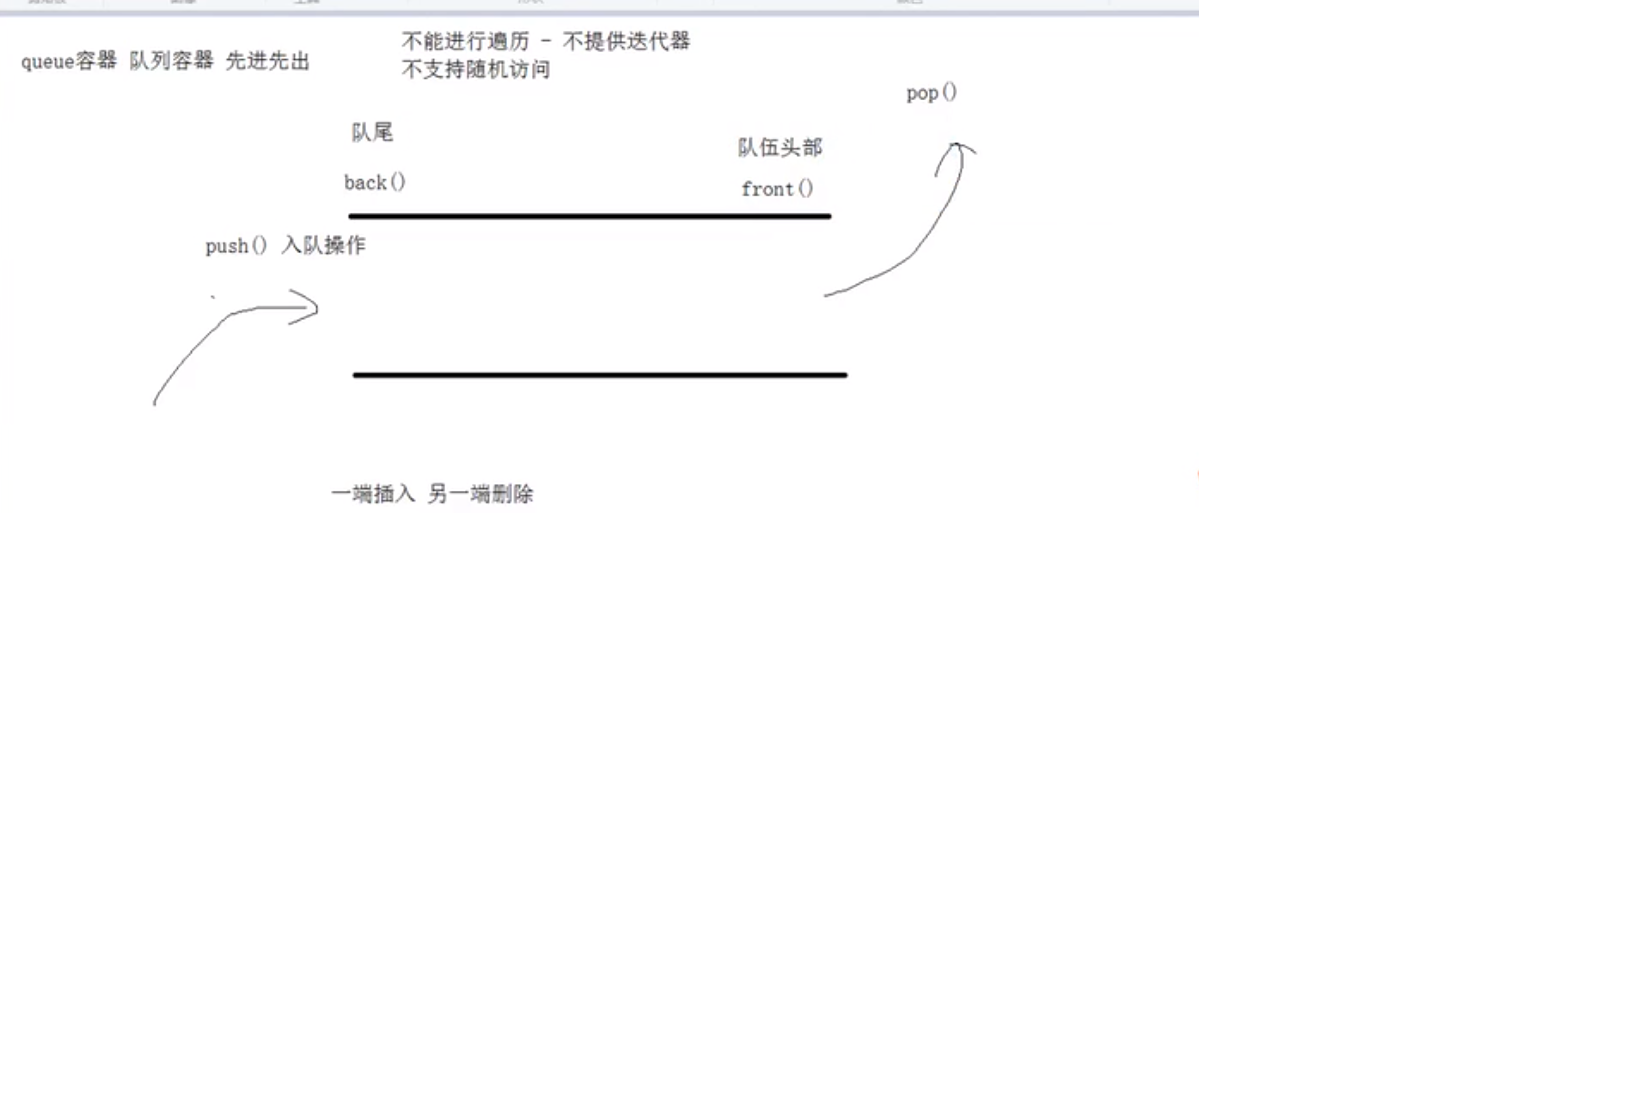 queue容器 队列容器 先进先出
不能进行遍历 - 不提供迭代器
不支持随机访问
pop()
队尾
队伍头部
back()
front()
push() 入队操作
一端插入 另一端删除